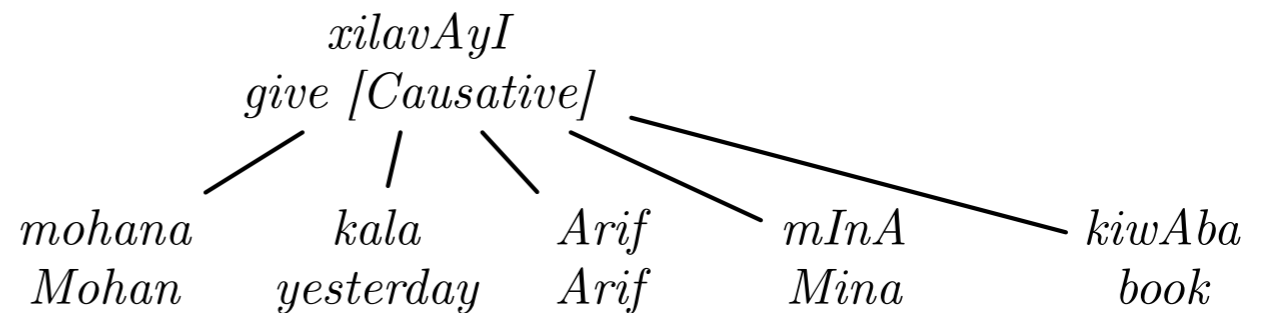 xilavAyI
give [Causative]
mohana kala Arif mInA kiwAba
Mohan yesterday Arif Mina book